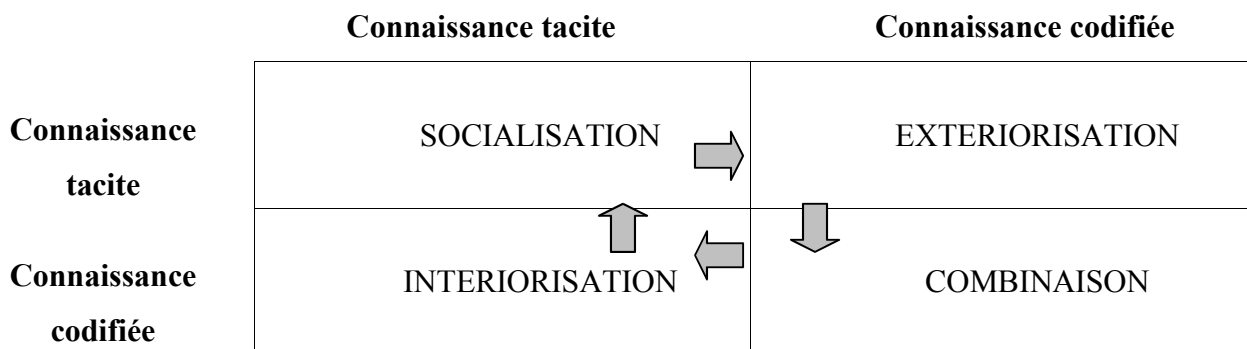 Connaissance tacite Connaissance codifiée
Connaissance
tacite
SOCIALISATION EXTERIORISATION
Connaissance
codifiée
INTERIORISATION COMBINAISON